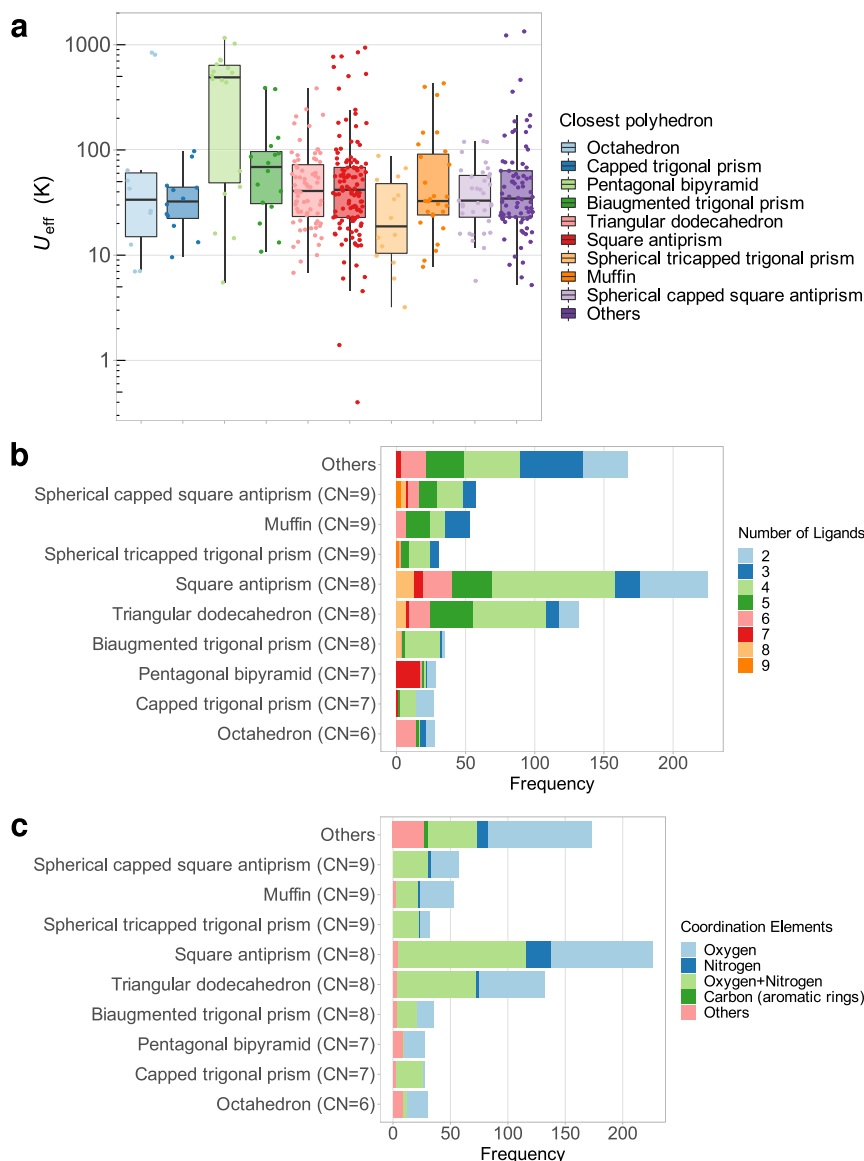 a
1000
100
10
1
Ueff (K)
Closest polyhedron
Octahedron
Capped trigonal prism
Pentagonal bipyramid
Biaugmented trigonal prism
Triangular dodecahedron
Square antiprism
Spherical tricapped trigonal prism
Muffin
Spherical capped square antiprism
Others
b
Others
Spherical capped square antiprism (CN=9)
Muffin (CN=9)
Spherical tricapped trigonal prism (CN=9)
Square antiprism (CN=8)
Triangular dodecahedron (CN=8)
Biaugmented trigonal prism (CN=8)
Pentagonal bipyramid (CN=7)
Capped trigonal prism (CN=7)
Octahedron (CN=6)
0 50 100 150 200
Frequency
Number of Ligands
2
3
4
5
6
7
8
9
c
Others
Spherical capped square antiprism (CN=9)
Muffin (CN=9)
Spherical tricapped trigonal prism (CN=9)
Square antiprism (CN=8)
Triangular dodecahedron (CN=8)
Biaugmented trigonal prism (CN=8)
Pentagonal bipyramid (CN=7)
Capped trigonal prism (CN=7)
Octahedron (CN=6)
0 50 100 150 200
Frequency
Coordination Elements
Oxygen
Nitrogen
Oxygen+Nitrogen
Carbon (aromatic rings)
Others